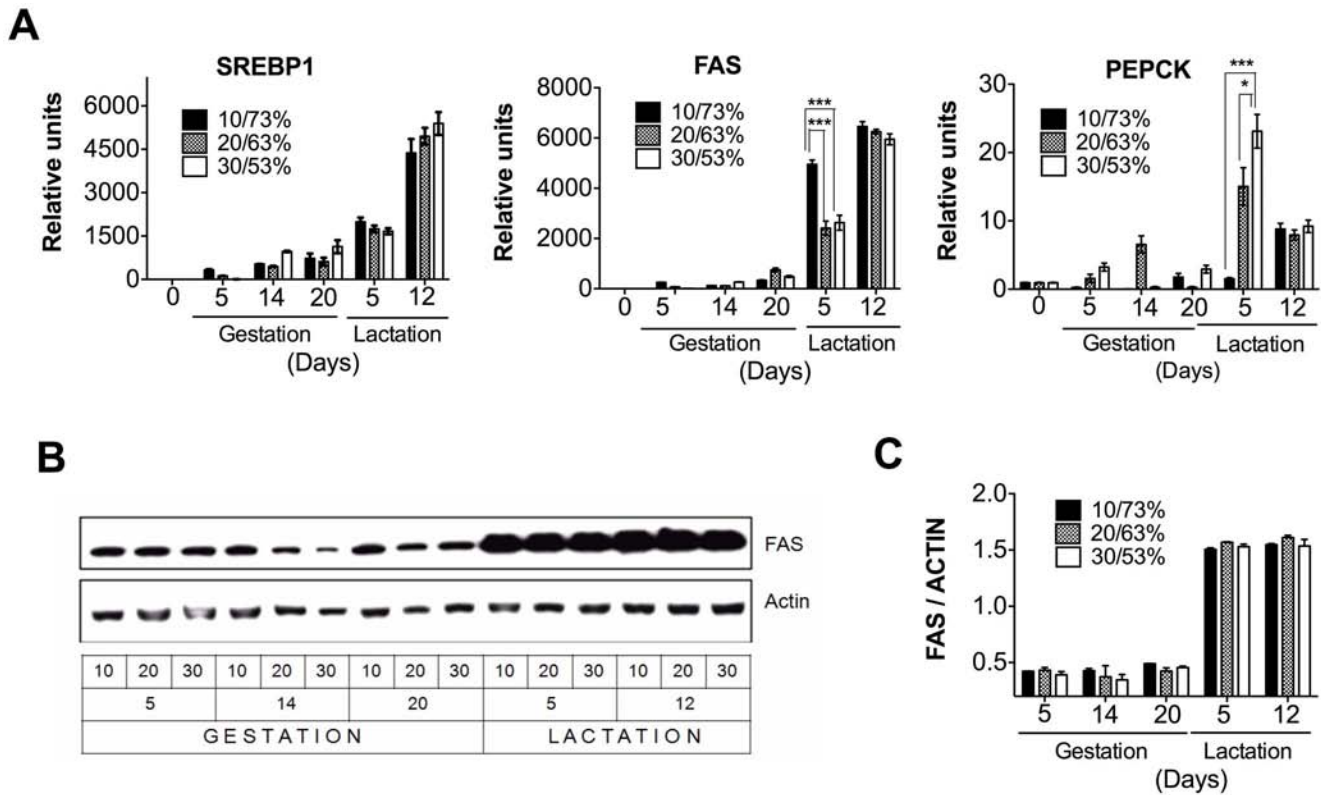 A
SREBP1
Relative units
6000
4500
3000
1500
0
10/73%
20/63%
30/53%
0 5 14 20 5 12
Gestation Lactation
(Days)
FAS
Relative units
8000
6000
4000
2000
0
10/73%
20/63%
30/53%
***
***
0 5 14 20 5 12
Gestation Lactation
(Days)
PEPCK
Relative units
30
20
10
0
10/73%
20/63%
30/53%
***
*
0 5 14 20 5 12
Gestation Lactation
(Days)
B
FAS
Actin
10 20 30 10 20 30 10 20 30 10 20 30 10 20 30
5 14 20 5 12
GESTATION LACTATION
C
FAS / ACTIN
2.0
1.5
1.0
0.5
10/73%
20/63%
30/53%
5 14 20 5 12
Gestation Lactation
(Days)